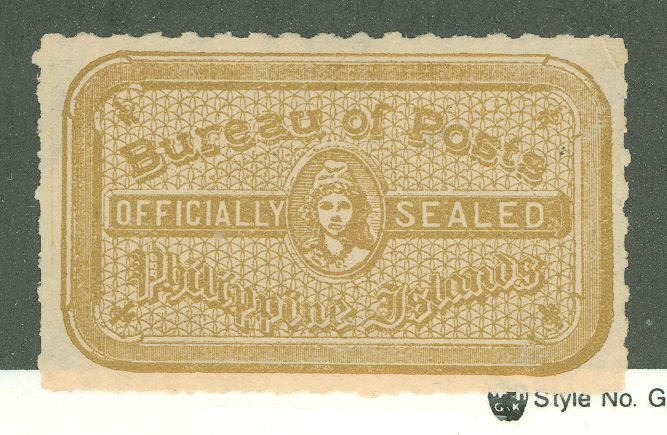 Bureau of Posts
OFFICIALLY SEALED.
Philippine Islands
G&K Style No. G